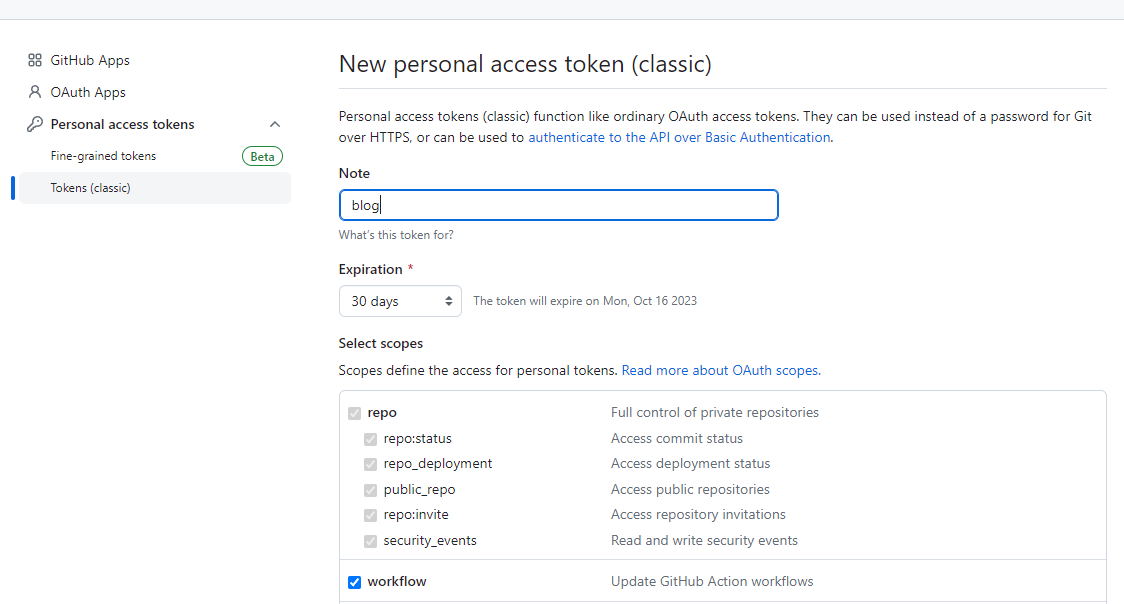 GitHub Apps
OAuth Apps
Personal access tokens
Fine-grained tokens Beta
Tokens (classic)
New personal access token (classic)
Personal access tokens (classic) function like ordinary OAuth access tokens. They can be used instead of a password for Git
over HTTPS, or can be used to authenticate to the API over Basic Authentication.
Note
blog
What's this token for?
Expiration *
30 days The token will expire on Mon, Oct 16 2023
Select scopes
Scopes define the access for personal tokens. Read more about OAuth scopes.
repo Full control of private repositories
repo:status Access commit status
repo_deployment Access deployment status
public_repo Access public repositories
repo:invite Access repository invitations
security_events Read and write security events
workflow Update GitHub Action workflows